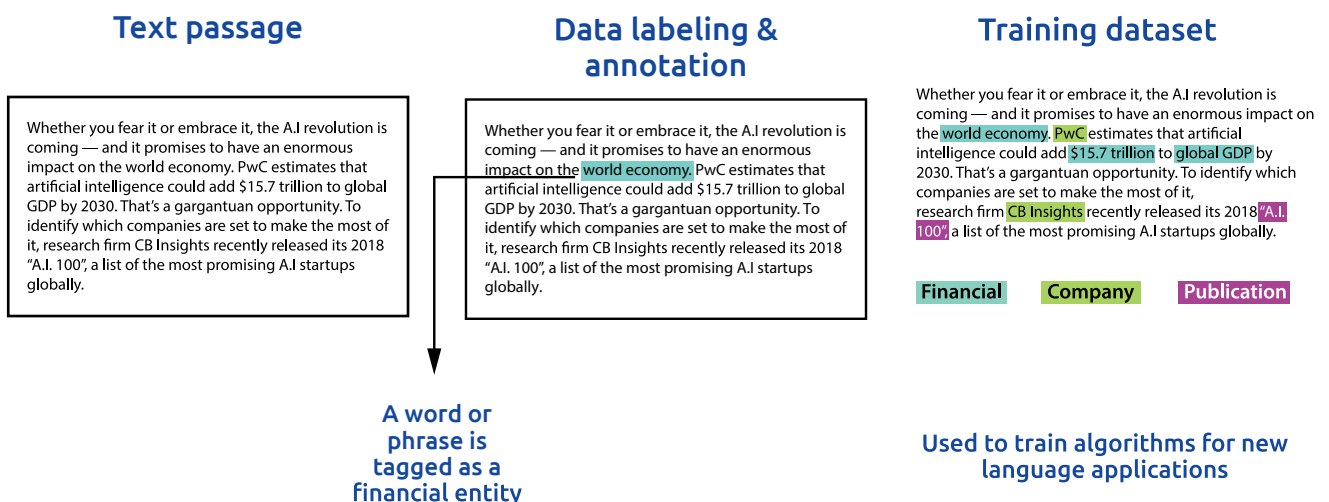 Text passage
Whether you fear it or embrace it, the A.I revolution is
coming — and it promises to have an enormous
impact on the world economy. PwC estimates that
artificial intelligence could add $15.7 trillion to global
GDP by 2030. That’s a gargantuan opportunity. To
identify which companies are set to make the most of
it, research firm CB Insights recently released its 2018
“A.I. 100”, a list of the most promising A.I startups
globally.
Data labeling &
annotation
Whether you fear it or embrace it, the A.I revolution is
coming — and it promises to have an enormous
impact on the world economy. PwC estimates that
artificial intelligence could add $15.7 trillion to global
GDP by 2030. That’s a gargantuan opportunity. To
identify which companies are set to make the most of
it, research firm CB Insights recently released its 2018
“A.I. 100”, a list of the most promising A.I startups
globally.
A word or
phrase is
tagged as a
financial entity
Training dataset
Whether you fear it or embrace it, the A.I revolution is
coming — and it promises to have an enormous impact on
the world economy. PwC estimates that artificial
intelligence could add $15.7 trillion to global GDP by
2030. That’s a gargantuan opportunity. To identify which
companies are set to make the most of it,
research firm CB Insights recently released its 2018 “A.I.
100”, a list of the most promising A.I startups globally.
Financial Company Publication
Used to train algorithms for new
language applications